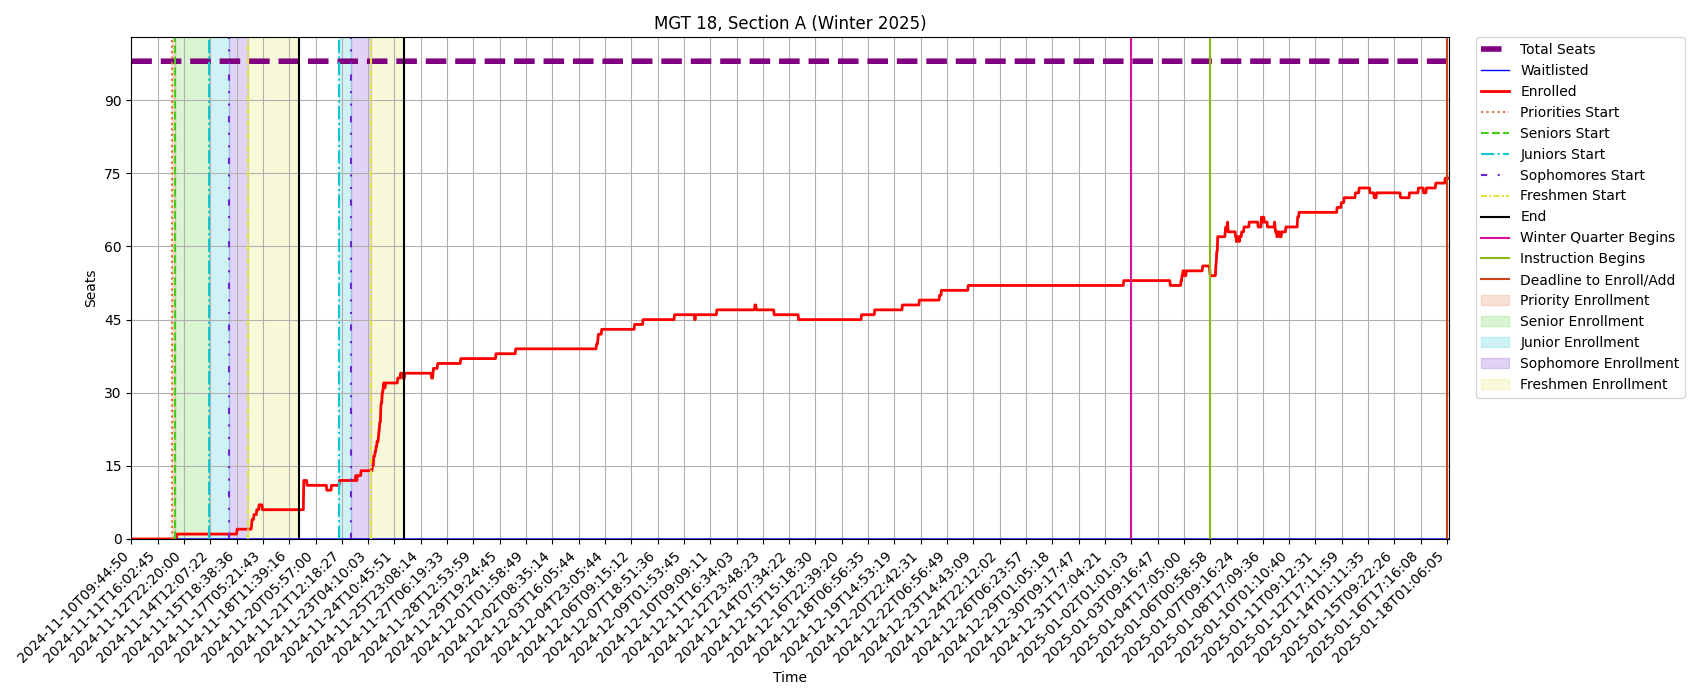 MGT 18, Section A (Winter 2025)
Seats
90
75
60
45
30
15
0
2024-11-10T09:44:50
2024-11-11T16:02:45
2024-11-12T22:20:00
2024-11-14T12:07:22
2024-11-15T18:38:36
2024-11-17T05:21:43
2024-11-18T11:39:16
2024-11-20T05:57:00
2024-11-21T12:18:27
2024-11-23T04:10:03
2024-11-24T10:45:51
2024-11-25T23:08:14
2024-11-27T06:19:33
2024-11-28T12:53:59
2024-11-29T19:24:45
2024-12-01T01:58:49
2024-12-02T08:35:14
2024-12-03T16:05:44
2024-12-04T23:05:44
2024-12-06T09:15:12
2024-12-07T18:51:36
2024-12-09T01:53:45
2024-12-10T09:09:11
2024-12-11T16:34:03
2024-12-12T23:48:23
2024-12-14T07:34:22
2024-12-15T15:18:30
2024-12-16T22:39:20
2024-12-18T06:56:35
2024-12-19T14:53:19
2024-12-20T22:42:31
2024-12-22T06:56:49
2024-12-23T14:43:09
2024-12-24T22:12:02
2024-12-26T06:23:57
2024-12-29T01:05:18
2024-12-30T09:17:47
2024-12-31T17:04:21
2025-01-02T01:01:03
2025-01-03T09:16:47
2025-01-04T17:05:00
2025-01-06T00:58:58
2025-01-07T09:16:24
2025-01-08T17:09:36
2025-01-10T01:10:40
2025-01-11T09:12:31
2025-01-12T17:11:59
2025-01-14T01:11:35
2025-01-15T09:22:26
2025-01-16T17:16:08
2025-01-18T01:06:05
Time
Total Seats
Waitlisted
Enrolled
Priorities Start
Seniors Start
Juniors Start
Sophomores Start
Freshmen Start
End
Winter Quarter Begins
Instruction Begins
Deadline to Enroll/Add
Priority Enrollment
Senior Enrollment
Junior Enrollment
Sophomore Enrollment
Freshmen Enrollment